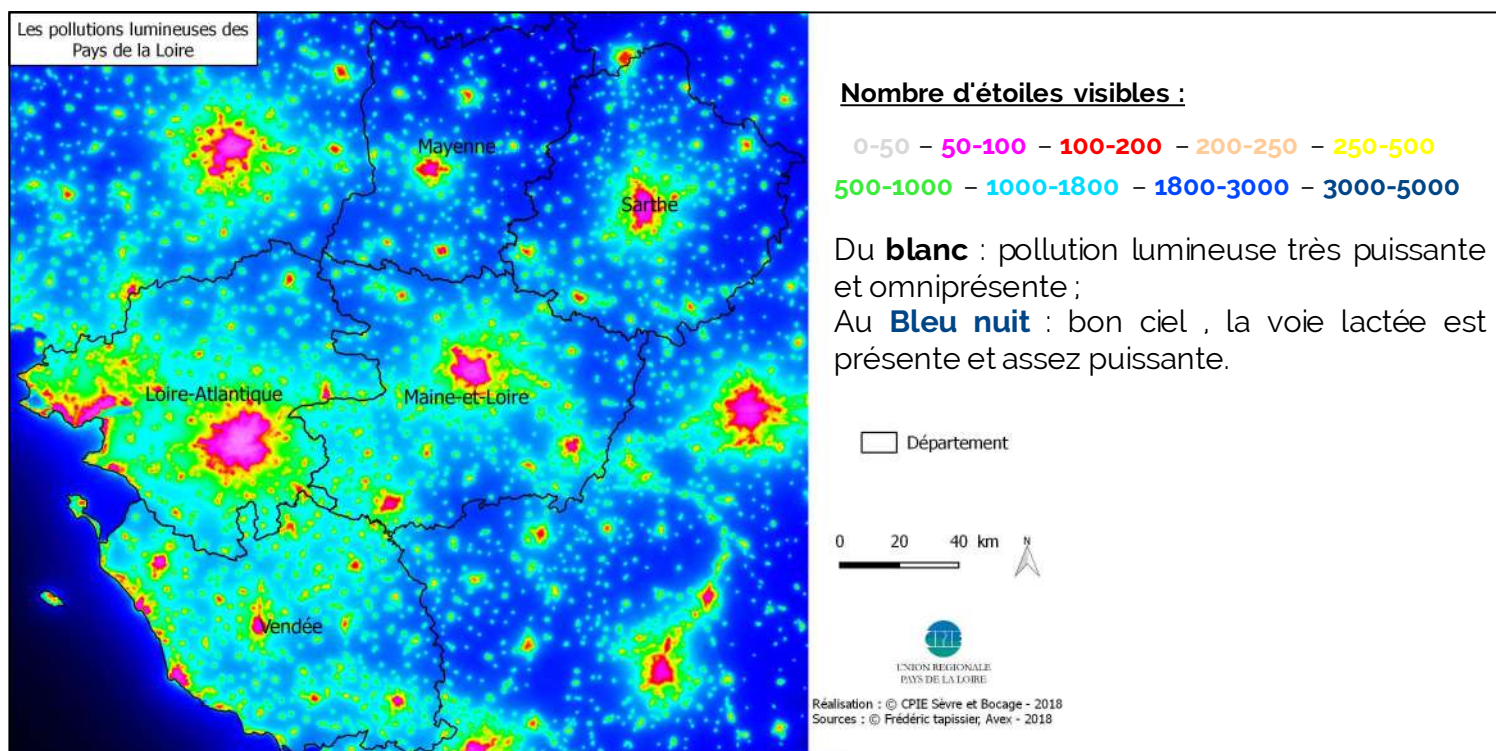 Les pollutions lumineuses des
Pays de la Loire
Mayenne
Sarthe
Loire-Atlantique
Maine-et-Loire
Vendée
Nombre d'étoiles visibles :
0-50 – 50-100 – 100-200 – 200-250 – 250-500
500-1000 – 1000-1800 – 1800-3000 – 3000-5000
Du blanc : pollution lumineuse très puissante
et omniprésente ;
Au Bleu nuit : bon ciel , la voie lactée est
présente et assez puissante.
Département
0 20 40 km N
CPIE
UNION REGIONALE
PAYS DE LA LOIRE
Réalisation : © CPIE Sèvre et Bocage - 2018
Sources : © Frédéric tapissier, Avex - 2018